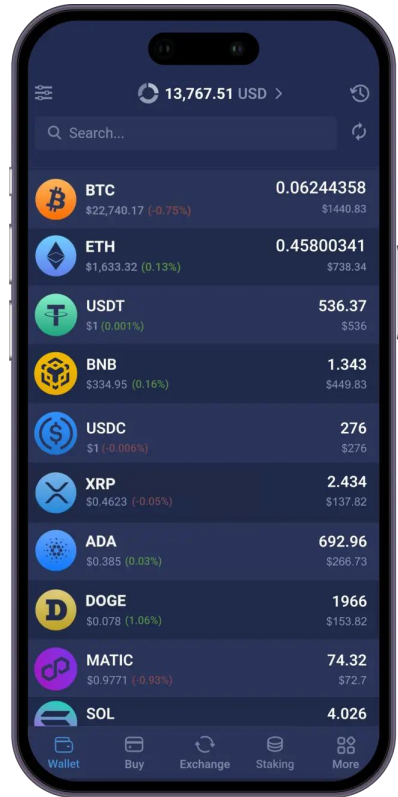 13,767.51 USD >
Search...
BTC 0.06244358
$22,740.17 (-0.75%) $1440.83
ETH 0.45800341
$1,633.32 (0.13%) $738.34
USDT 536.37
$1 (0.001%) $536
BNB 1.343
$334.95 (0.16%) $449.83
USDC 276
$1 (-0.006%) $276
XRP 2.434
$0.4623 (-0.05%) $137.82
ADA 692.96
$0.385 (0.03%) $266.73
DOGE 1966
$0.078 (1.06%) $153.82
MATIC 74.32
$0.9771 (-0.93%) $72.7
SOL 4.026
Wallet Buy Exchange Staking More